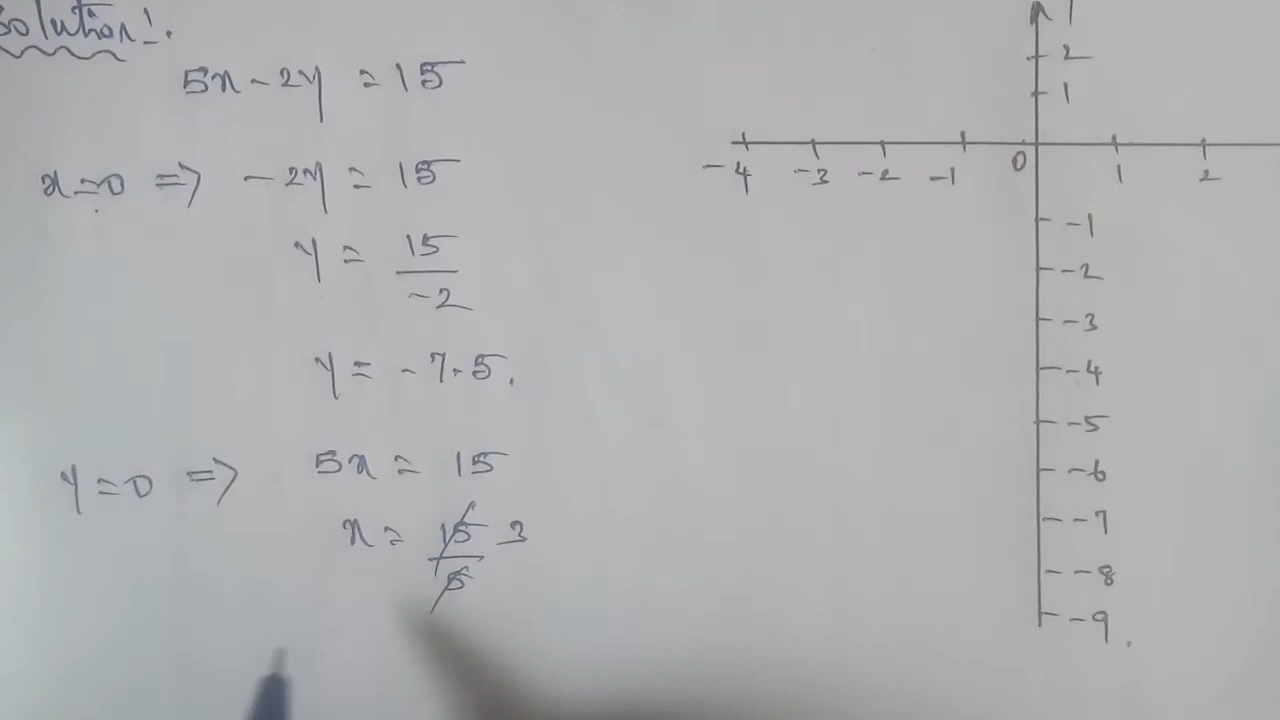 Solution!.
5x - 2y = 15
x = 0 => -2y = 15
y = 15/-2
y = -7.5.
y = 0 => 5x = 15
x = 15/5 3
2
1
-4 -3 -2 -1 0 1 2
-1
-2
-3
-4
-5
-6
-7
-8
-9